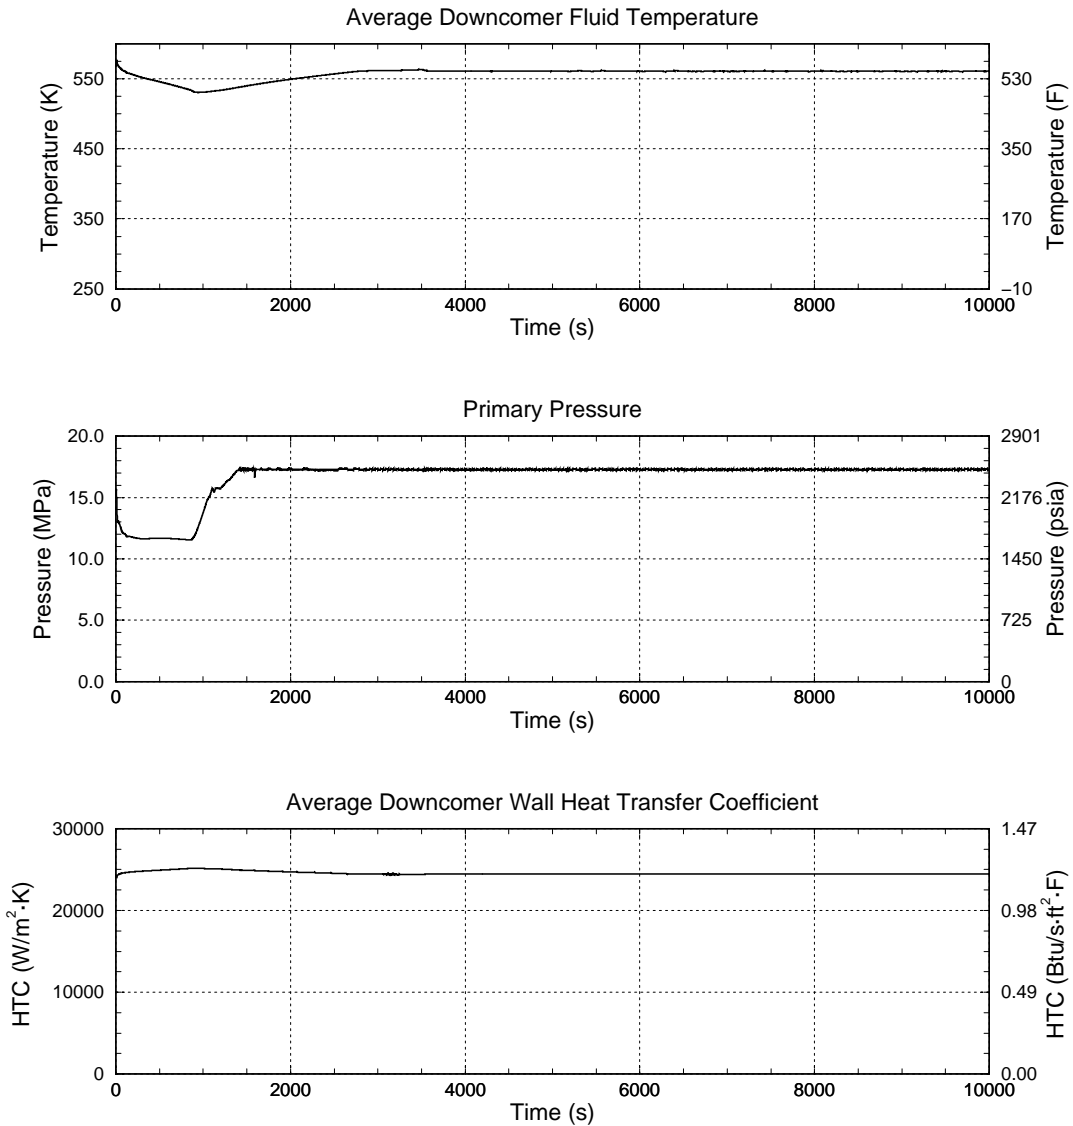 Average Downcomer Fluid Temperature
Temperature (K)
550
450
350
250
530
350
170
−10
Temperature (F)
0 2000 4000 6000 8000 10000
Time (s)
Primary Pressure
Pressure (MPa)
20.0
15.0
10.0
5.0
0.0
2901
2176
1450
725
0
Pressure (psia)
0 2000 4000 6000 8000 10000
Time (s)
Average Downcomer Wall Heat Transfer Coefficient
HTC (W/m²·K)
30000
20000
10000
0
1.47
0.98
0.49
0.00
HTC (Btu/s·ft²·F)
0 2000 4000 6000 8000 10000
Time (s)